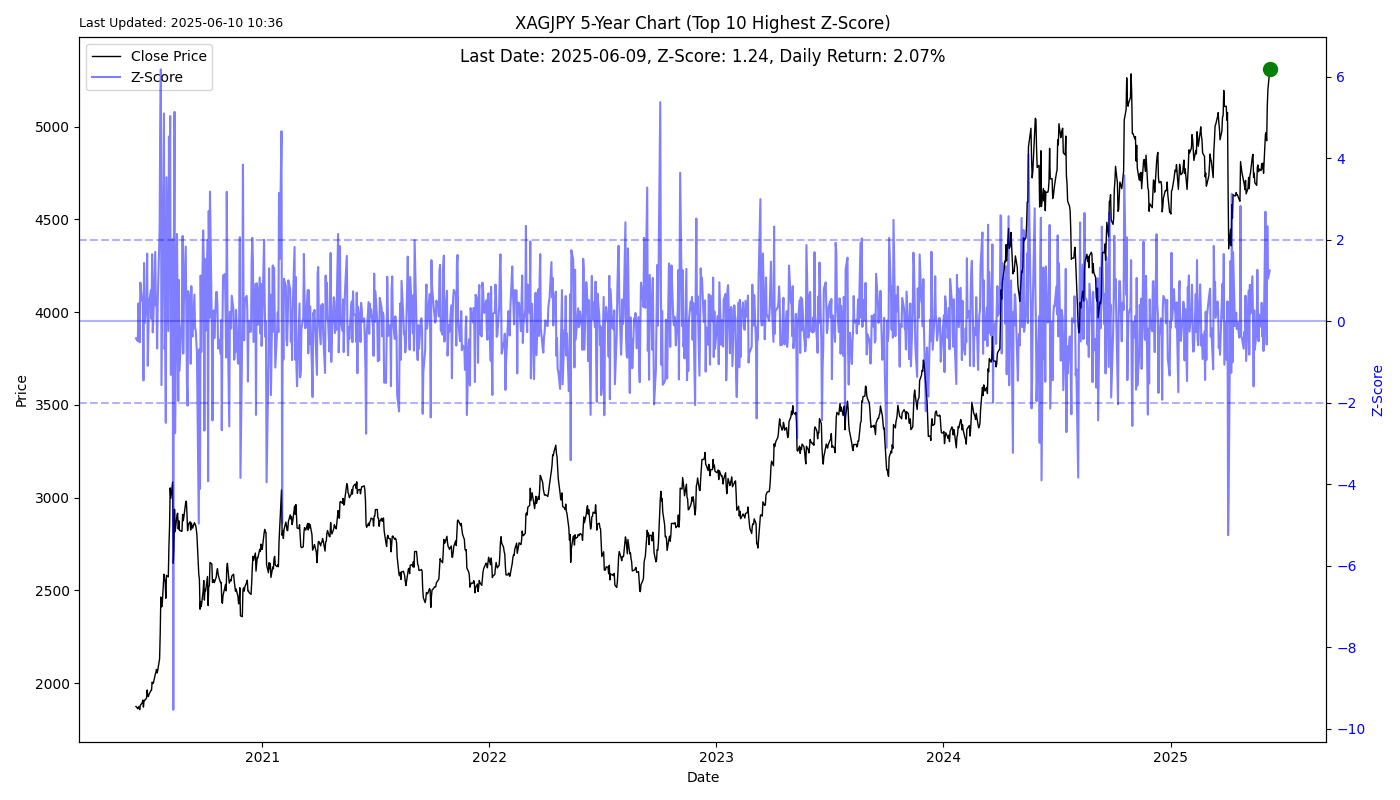 Last Updated: 2025-06-10 10:36
XAGJPY 5-Year Chart (Top 10 Highest Z-Score)
Last Date: 2025-06-09, Z-Score: 1.24, Daily Return: 2.07%
Close Price
Z-Score
5000
4500
4000
3500
3000
2500
2000
Price
6
4
2
0
−2
−4
−6
−8
−10
Z-Score
2021
2022
2023
2024
2025
Date